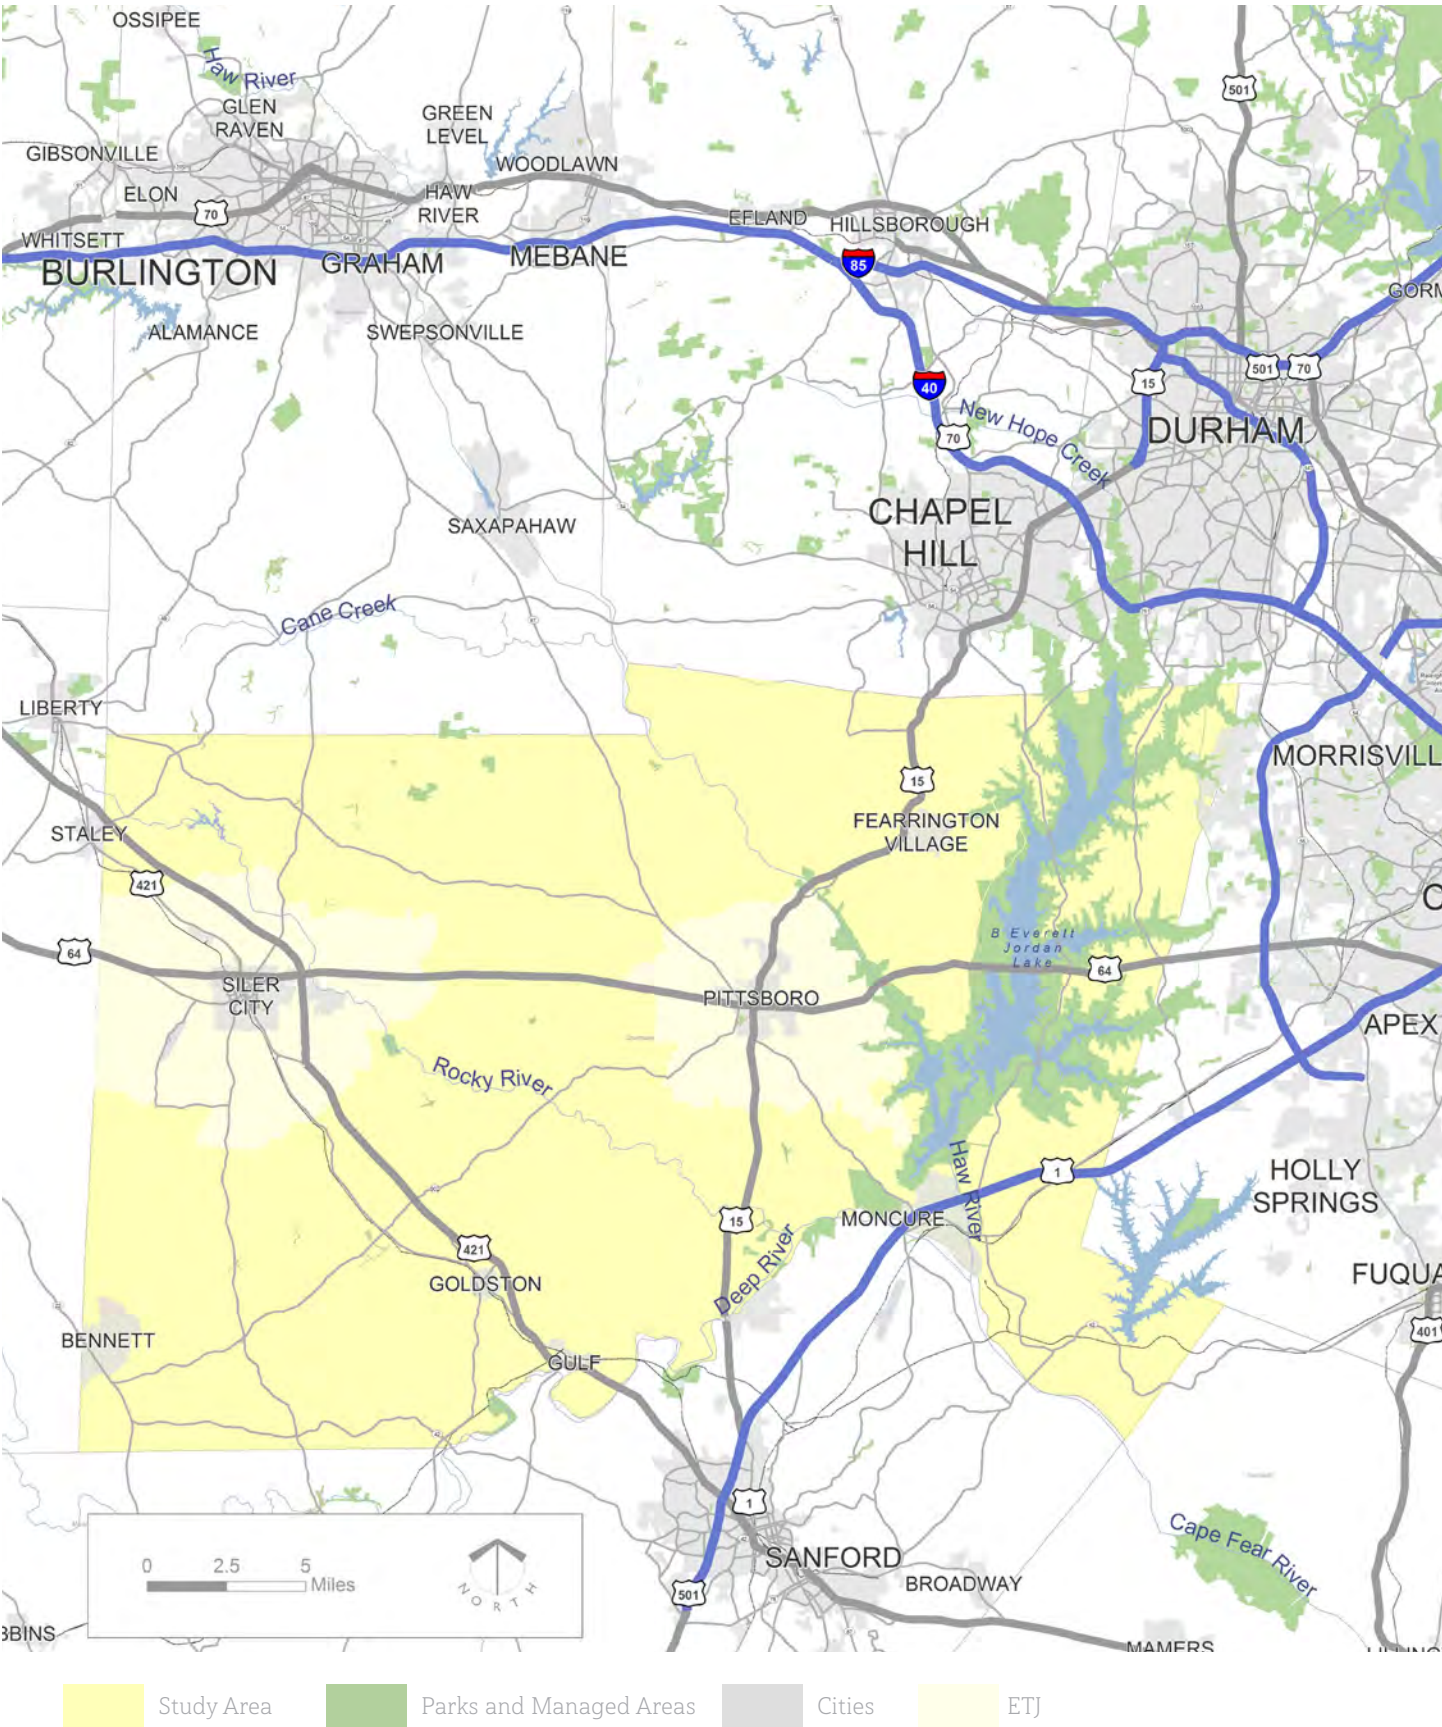 OSSIPEE
Haw River
501
GLEN
RAVEN
GREEN
LEVEL
GIBSONVILLE
WOODLAWN
ELON
70
HAW
RIVER
EFLAND
HILLSBOROUGH
WHITSETT
BURLINGTON
GRAHAM
MEBANE
85
GORM
ALAMANCE
SWEPSONVILLE
40
15
501
70
New Hope Creek
70
DURHAM
CHAPEL
HILL
SAXAPAHAW
Cane Creek
LIBERTY
MORRISVILL
15
STALEY
FEARRINGTON
VILLAGE
421
C
64
B Everett
Jordan
Lake
64
SILER
CITY
PITTSBORO
APEX
Rocky River
Haw River
1
HOLLY
SPRINGS
15
MONCURE
421
Deep River
GOLDSTON
FUQUA
BENNETT
401
GULF
1
Cape Fear River
SANFORD
0 2.5 5
Miles
NORTH
501
BROADWAY
BBINS
MAMERS
Study Area
Parks and Managed Areas
Cities
ETJ